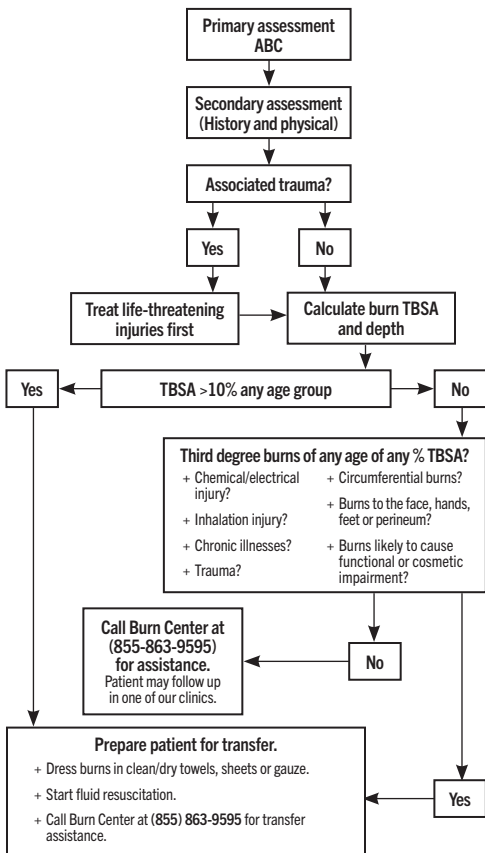 Primary assessment
ABC
Secondary assessment
(History and physical)
Associated trauma?
Yes
No
Treat life-threatening
injuries first
Calculate burn TBSA
and depth
Yes
TBSA >10% any age group
No
Third degree burns of any age of any % TBSA?
+ Chemical/electrical
injury?
+ Inhalation injury?
+ Chronic illnesses?
+ Trauma?
+ Circumferential burns?
+ Burns to the face, hands,
feet or perineum?
+ Burns likely to cause
functional or cosmetic
impairment?
Call Burn Center at
(855-863-9595)
for assistance.
Patient may follow up
in one of our clinics.
No
Prepare patient for transfer.
+ Dress burns in clean/dry towels, sheets or gauze.
+ Start fluid resuscitation.
+ Call Burn Center at (855) 863-9595 for transfer
assistance.
Yes